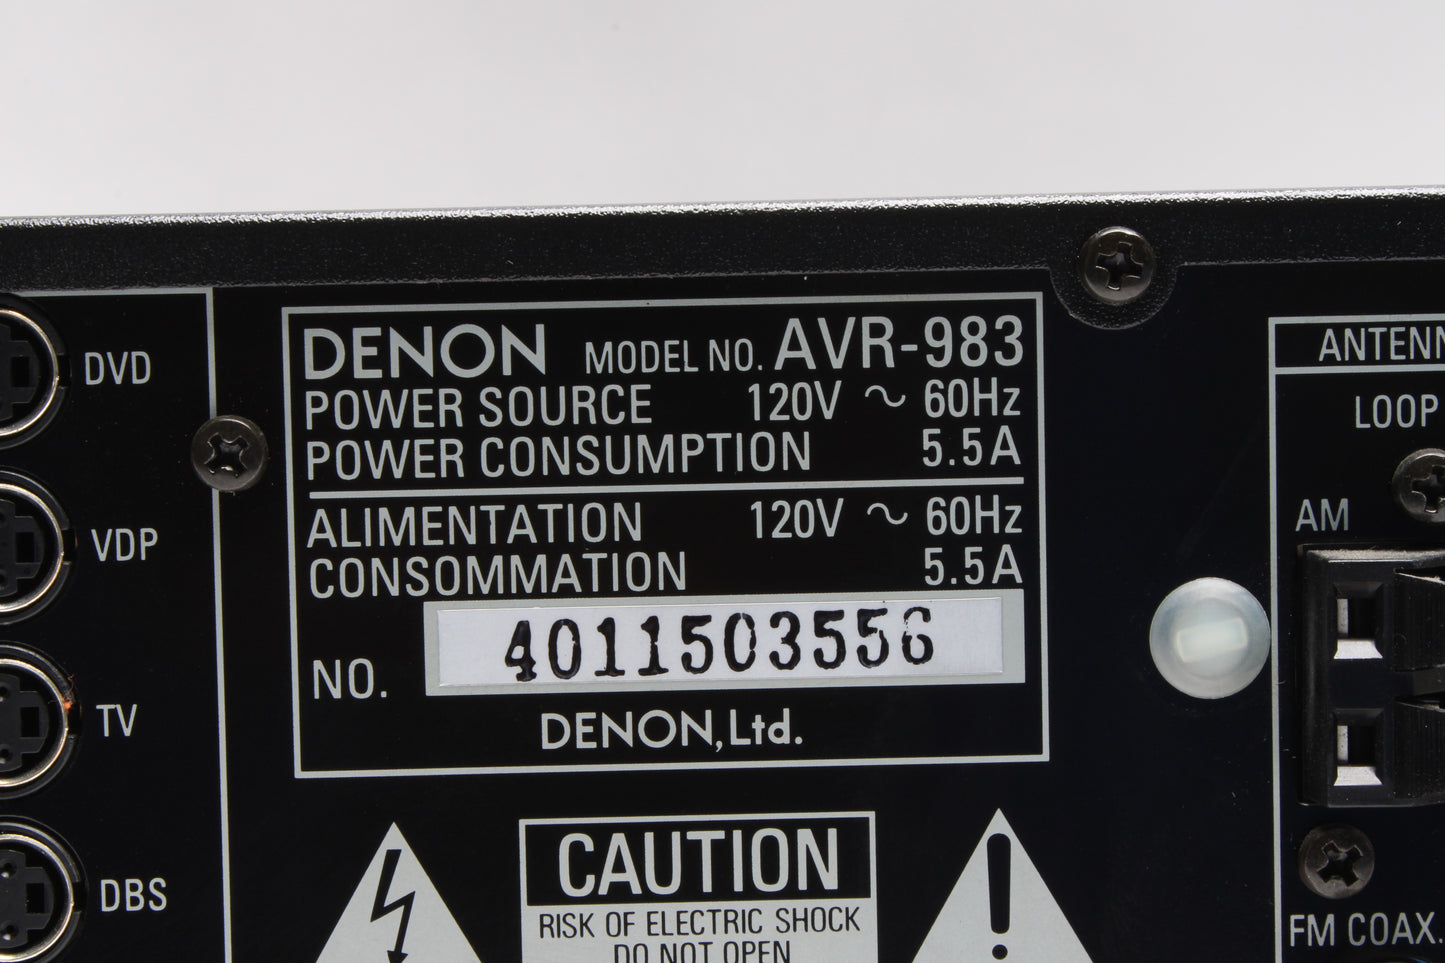 DENON MODEL NO. AVR-983
POWER SOURCE 120V ~ 60Hz
POWER CONSUMPTION 5.5A
ALIMENTATION 120V ~ 60Hz
CONSOMMATION 5.5A
NO. 4011503556
DENON, Ltd.
CAUTION
RISK OF ELECTRIC SHOCK
DO NOT OPEN
DVD
VDP
TV
DBS
LOOP
AM
FM COAX.